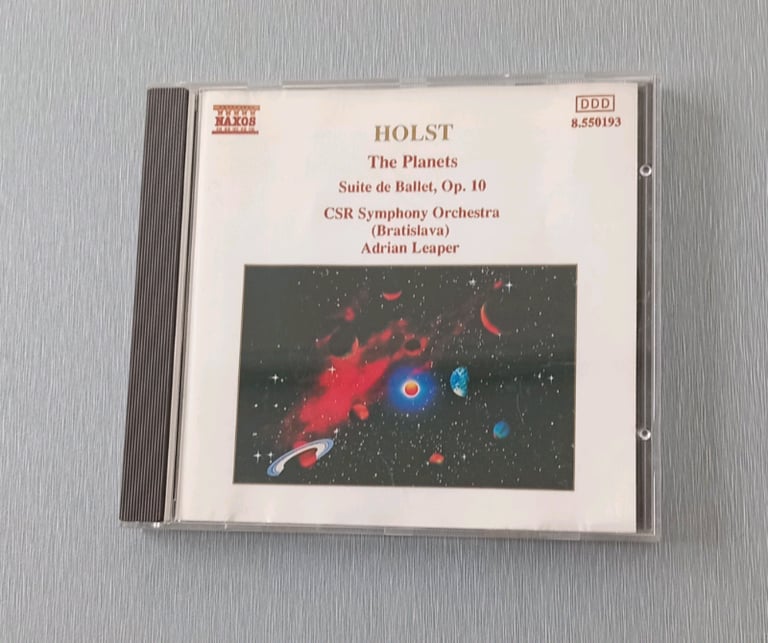 NAXOS
DDD
8.550193
HOLST
The Planets
Suite de Ballet, Op. 10
CSR Symphony Orchestra
(Bratislava)
Adrian Leaper